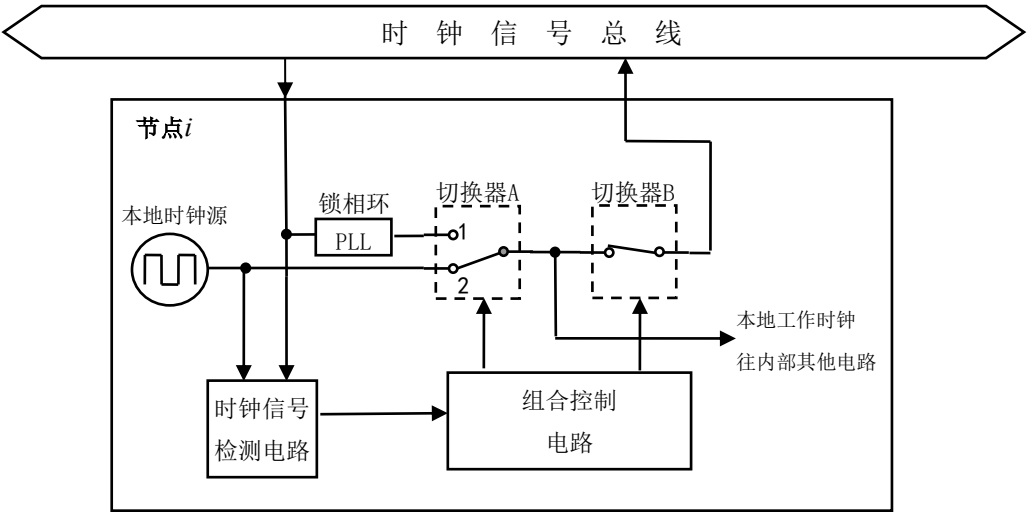 时钟信号总线
节点i
本地时钟源
锁相环
PLL
切换器A
1
2
切换器B
本地工作时钟
往内部其他电路
时钟信号
检测电路
组合控制
电路